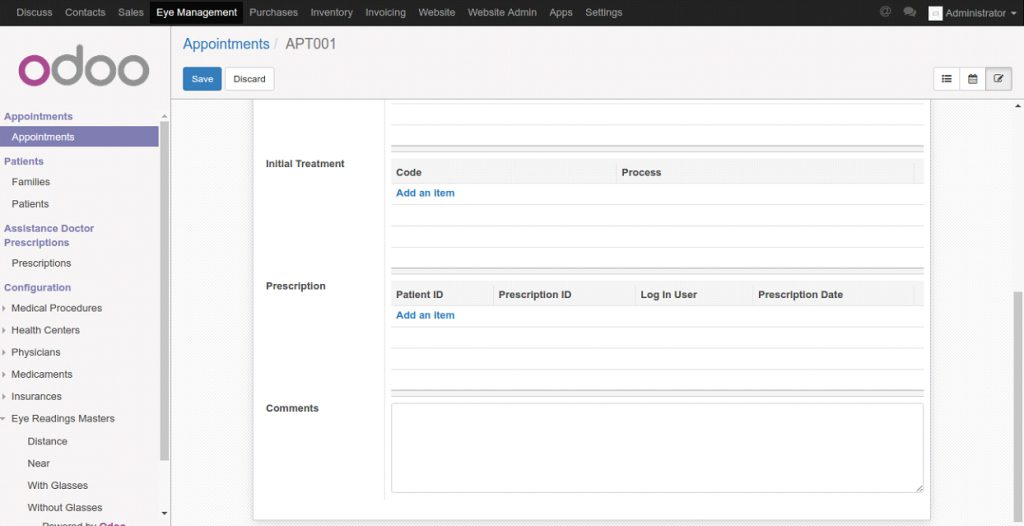 Discuss Contacts Sales Eye Management Purchases Inventory Invoicing Website Website Admin Apps Settings @ Administrator
odoo
Appointments / APT001
Save Discard
Appointments
Appointments
Patients
Families
Patients
Assistance Doctor
Prescriptions
Prescriptions
Configuration
Medical Procedures
Health Centers
Physicians
Medicaments
Insurances
Eye Readings Masters
Distance
Near
With Glasses
Without Glasses
Powered by Odoo
Initial Treatment
Code Process
Add an item
Prescription
Patient ID Prescription ID Log In User Prescription Date
Add an item
Comments